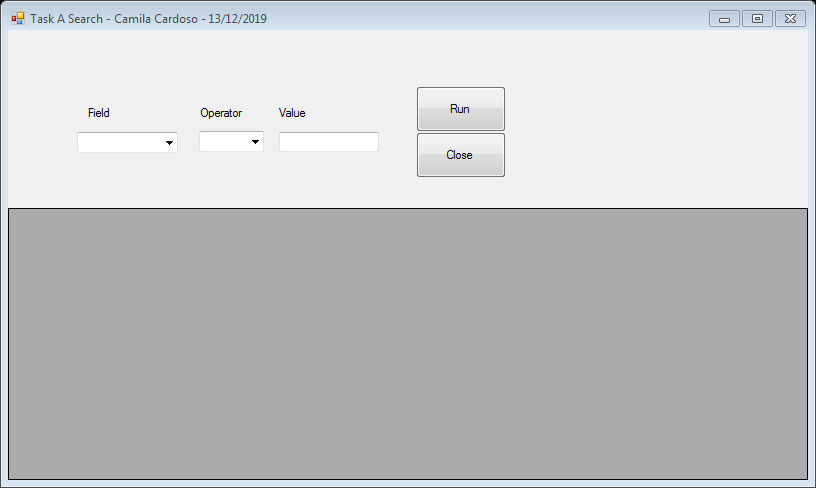 Task A Search - Camila Cardoso - 13/12/2019
Field
Operator
Value
Run
Close